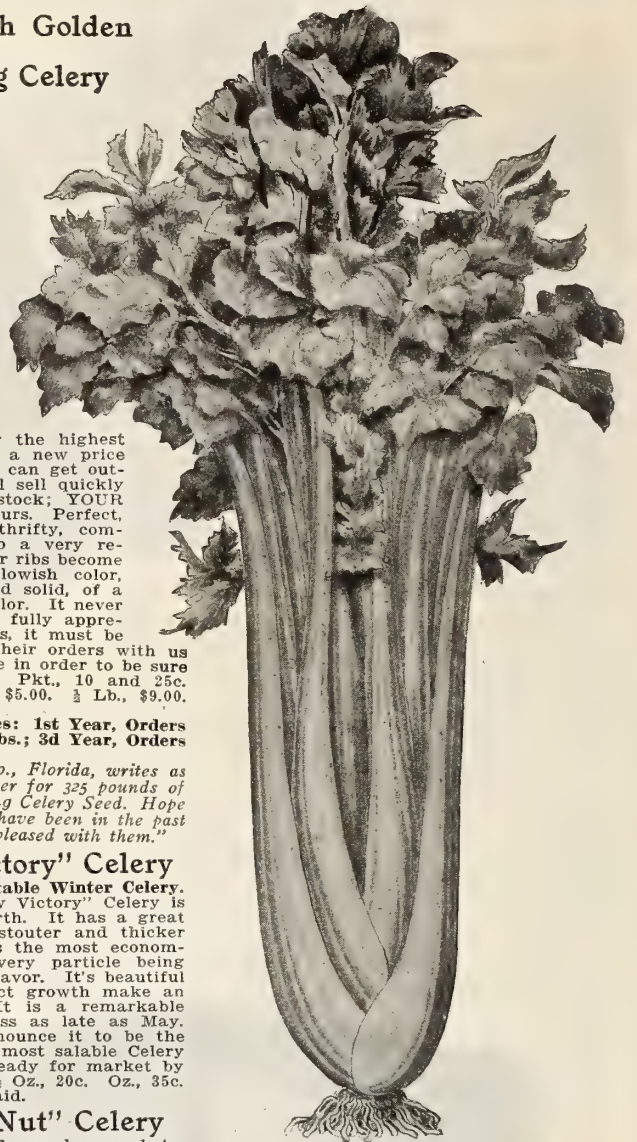 h Golden
g Celery
the highest
a new price
can get out-
l sell quickly
stock; YOUR
urs. Perfect,
thrifty, com-
o a very re-
r ribs become
lowish color,
d solid, of a
lor. It never
fully appre-
s, it must be
heir orders with us
e in order to be sure
Pkt., 10 and 25c.
$5.00. ½ Lb., $9.00.
s: 1st Year, Orders
bs.; 3d Year, Orders
o., Florida, writes as
er for 325 pounds of
g Celery Seed. Hope
have been in the past
pleased with them."
ctory" Celery
table Winter Celery.
y Victory" Celery is
rth. It has a great
stouter and thicker
s the most econom-
very particle being
avor. It's beautiful
ct growth make an
It is a remarkable
ss as late as May.
nounce it to be the
most salable Celery
eady for market by
Oz., 20c. Oz., 35c.
aid.
Nut" Celery